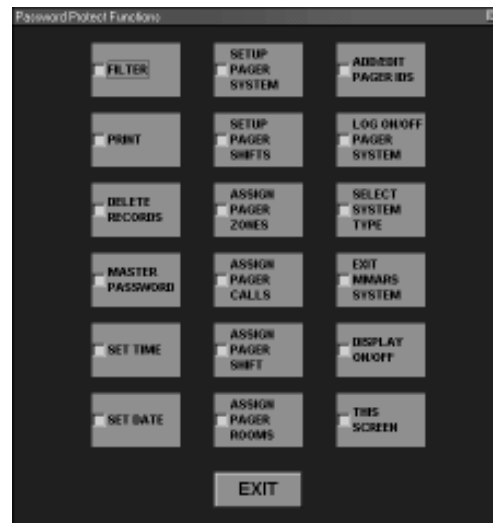 Password Protect Functions
FILTER
SETUP
PAGER
SYSTEM
ADD/EDIT
PAGER IDS
PRINT
SETUP
PAGER
SHIFTS
LOG ON/OFF
PAGER
SYSTEM
DELETE
RECORDS
ASSIGN
PAGER
ZONES
SELECT
SYSTEM
TYPE
MASTER
PASSWORD
ASSIGN
PAGER
CALLS
EXIT
MMARS
SYSTEM
SET TIME
ASSIGN
PAGER
SHIFT
DISPLAY
ON/OFF
SET DATE
ASSIGN
PAGER
ROOMS
THIS
SCREEN
EXIT